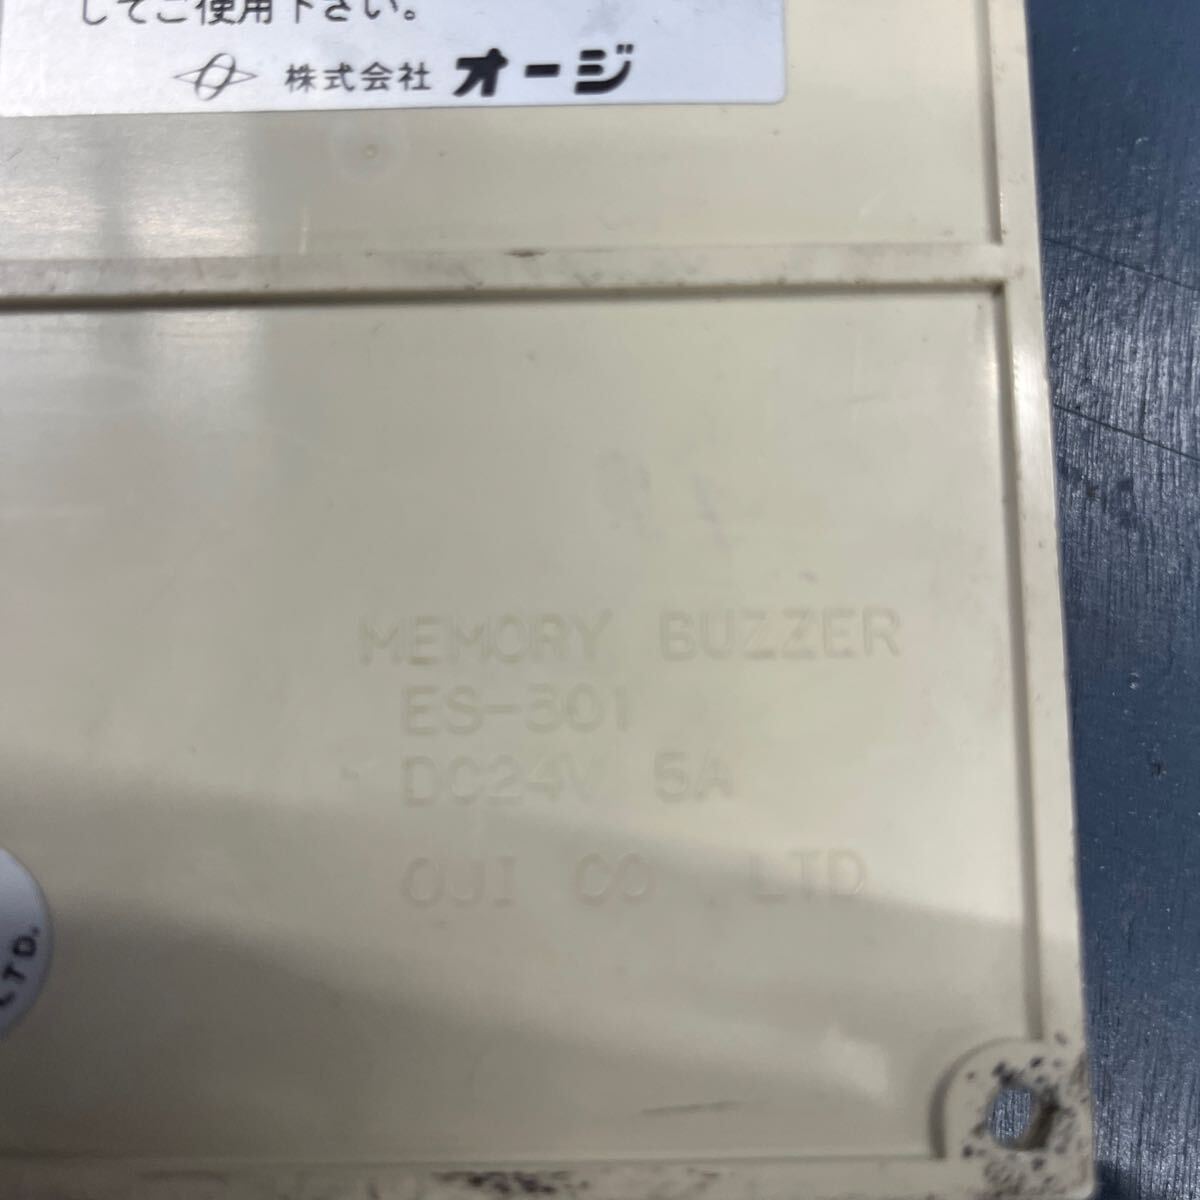 してご使用下さい。
株式会社 オージ
MEMORY BUZZER
ES-301
DC24V 5A
OJI CO.,LTD
LTD.